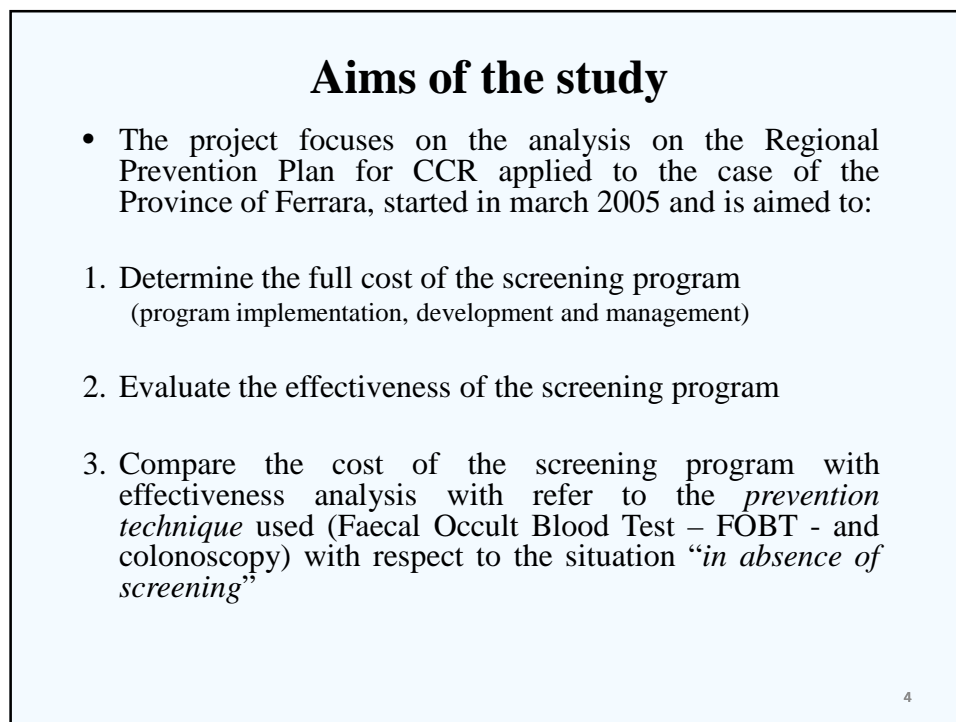 Aims of the study
• The project focuses on the analysis on the Regional
Prevention Plan for CCR applied to the case of the
Province of Ferrara, started in march 2005 and is aimed to:
1. Determine the full cost of the screening program
(program implementation, development and management)
2. Evaluate the effectiveness of the screening program
3. Compare the cost of the screening program with
effectiveness analysis with refer to the prevention
technique used (Faecal Occult Blood Test – FOBT - and
colonoscopy) with respect to the situation “in absence of
screening”
4